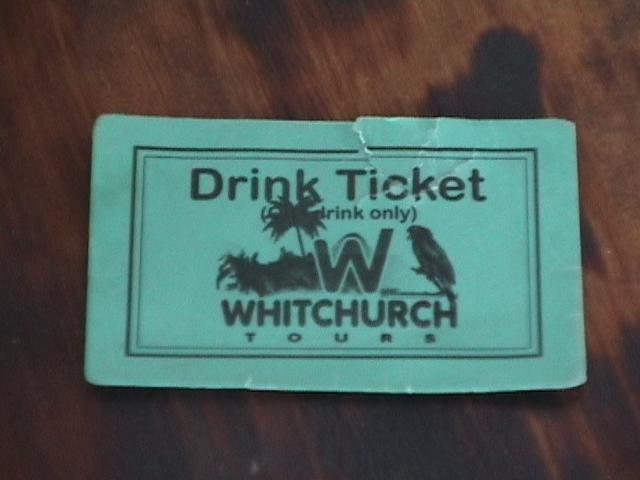 Drink Ticket
drink only)
W
WHITCHURCH
TOURS